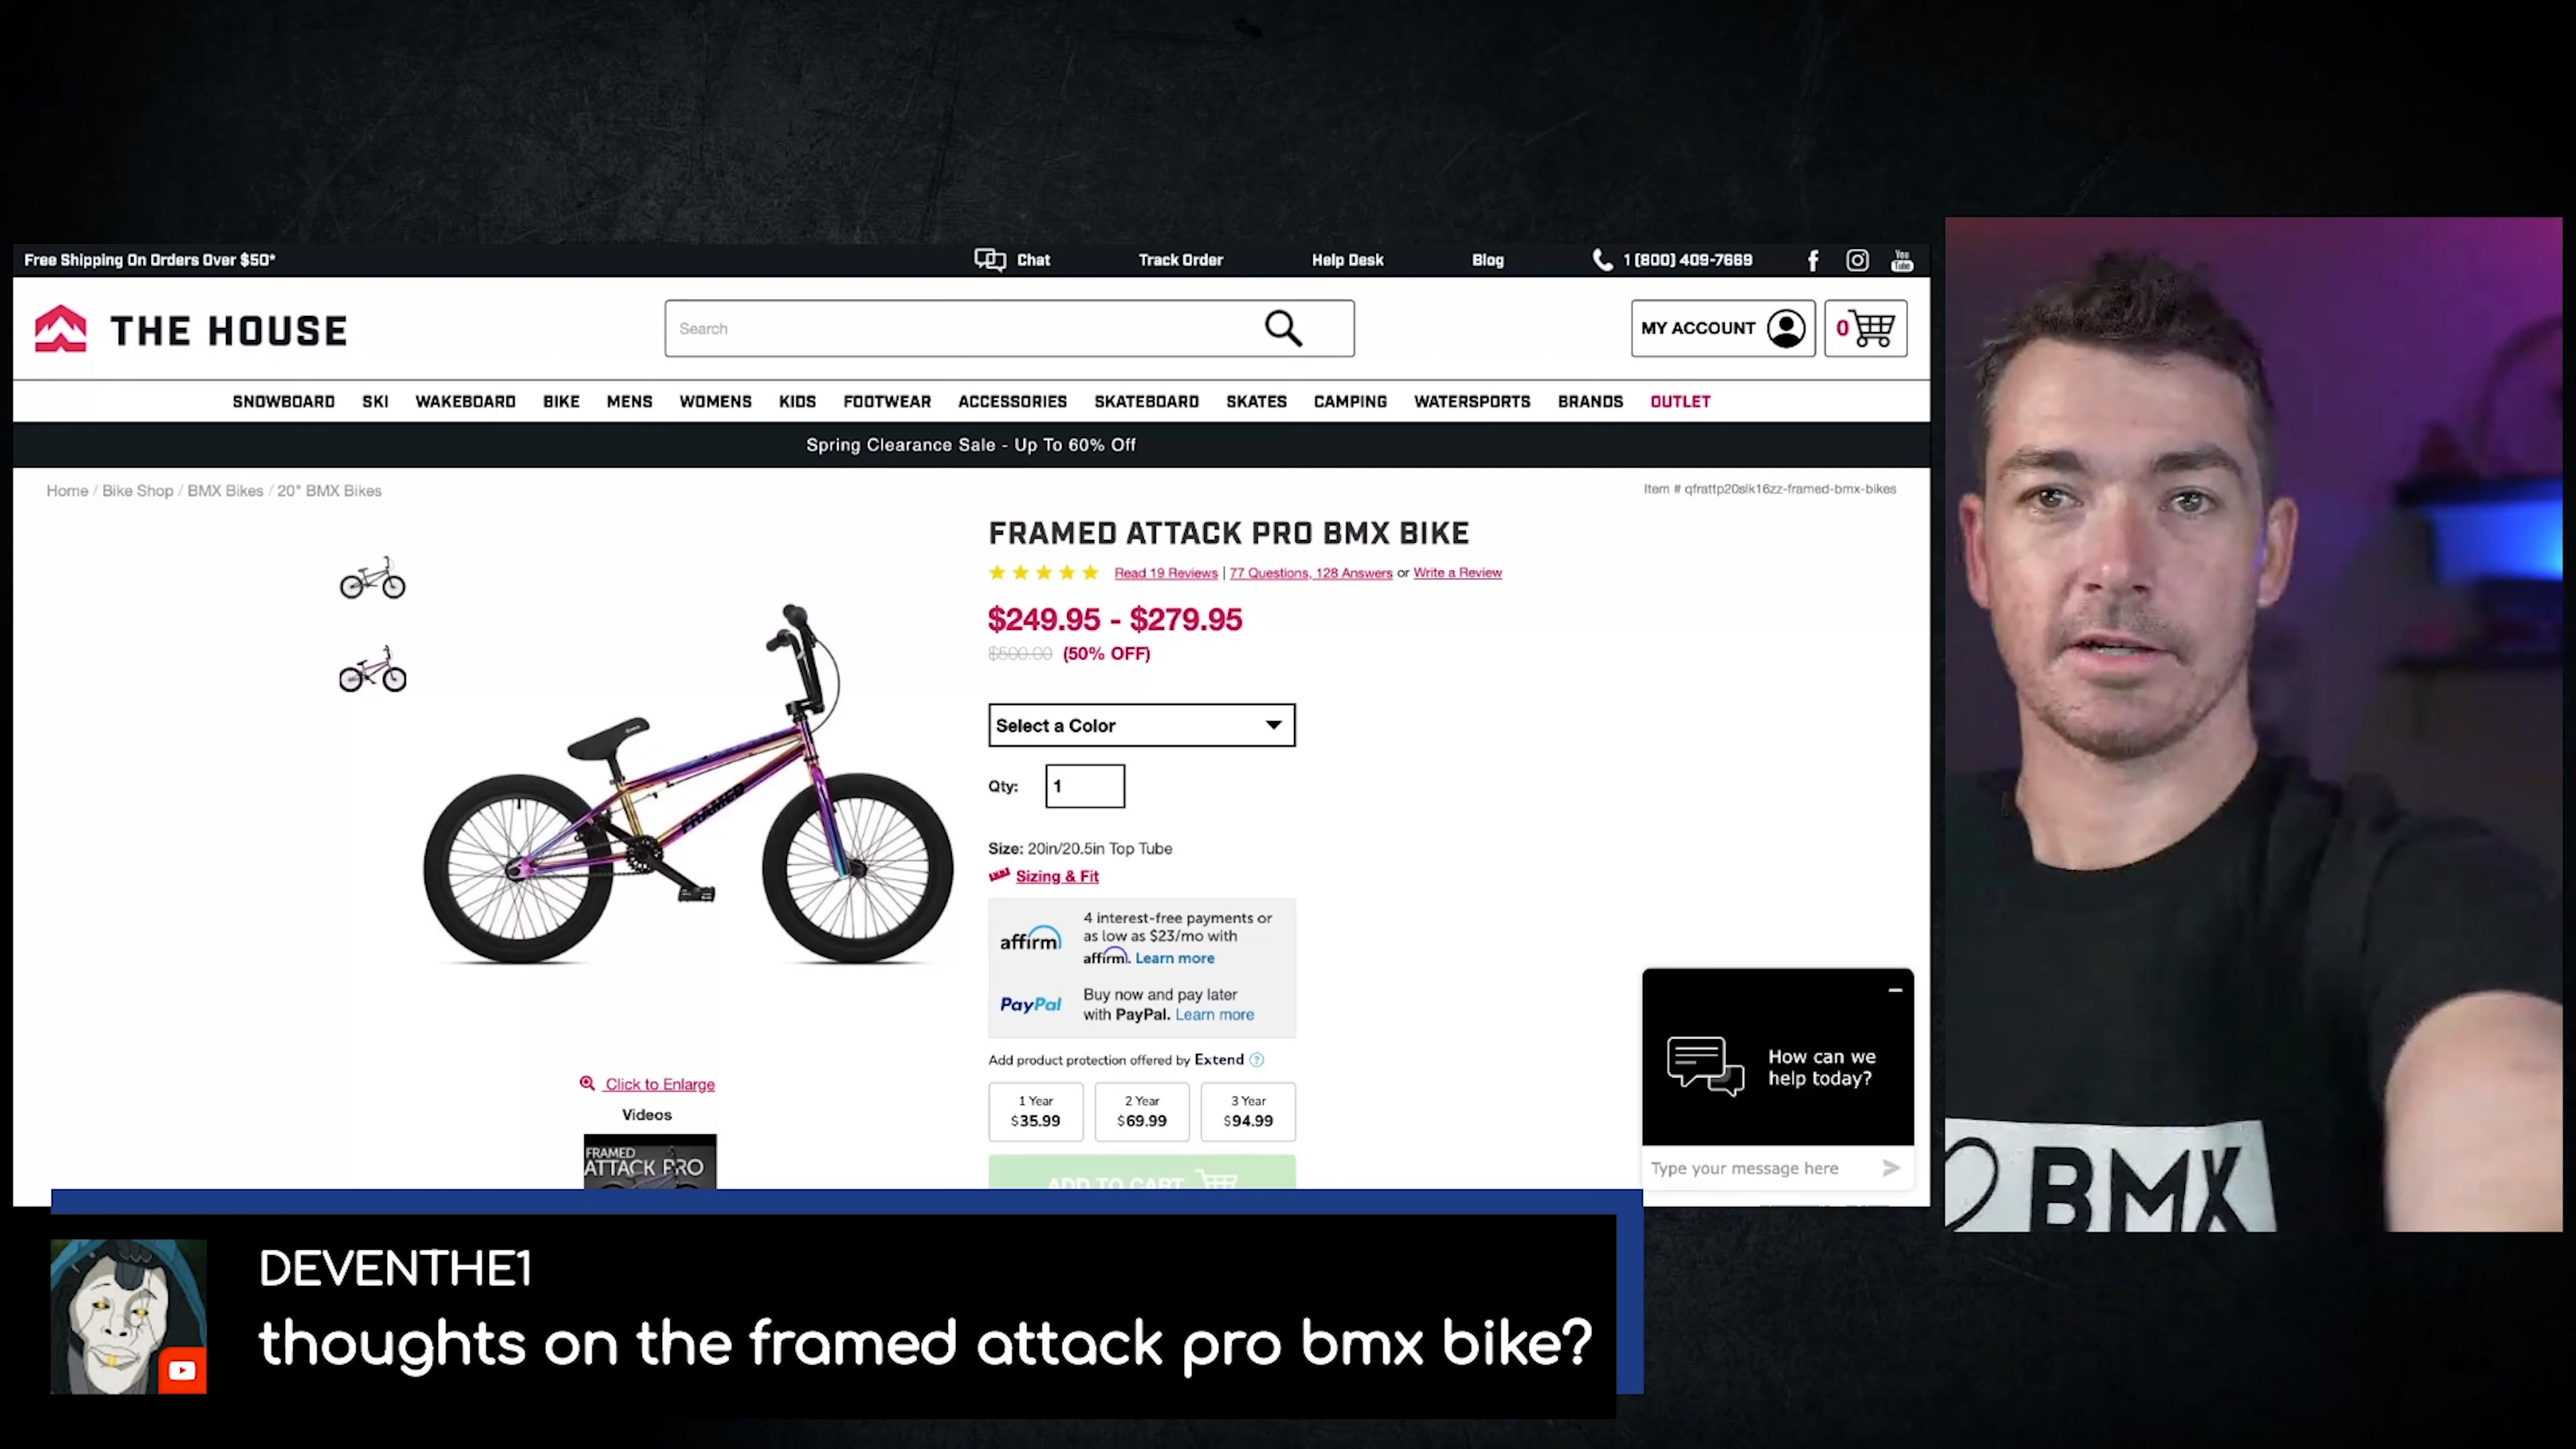 Free Shipping On Orders Over $50*
Chat
Track Order
Help Desk
Blog
1 (800) 409-7669
You
Tube
THE HOUSE
Search
MY ACCOUNT
0
SNOWBOARD SKI WAKEBOARD BIKE MENS WOMENS KIDS FOOTWEAR ACCESSORIES SKATEBOARD SKATES CAMPING WATERSPORTS BRANDS OUTLET
Spring Clearance Sale - Up To 60% Off
Home / Bike Shop / BMX Bikes / 20" BMX Bikes
Item # qfrattp20slk16zz-framed-bmx-bikes
FRAMED ATTACK PRO BMX BIKE
Read 19 Reviews | 77 Questions, 128 Answers or Write a Review
$249.95 - $279.95
$500.00 (50% OFF)
Select a Color
Qty: 1
Size: 20in/20.5in Top Tube
Sizing & Fit
affirm
4 interest-free payments or
as low as $23/mo with
affirm. Learn more
PayPal
Buy now and pay later
with PayPal. Learn more
Add product protection offered by Extend ?
1 Year
$35.99
2 Year
$69.99
3 Year
$94.99
ADD TO CART
FRAMED
Click to Enlarge
Videos
FRAMED
ATTACK PRO
How can we
help today?
Type your message here
BMX
DEVENTHE1
thoughts on the framed attack pro bmx bike?